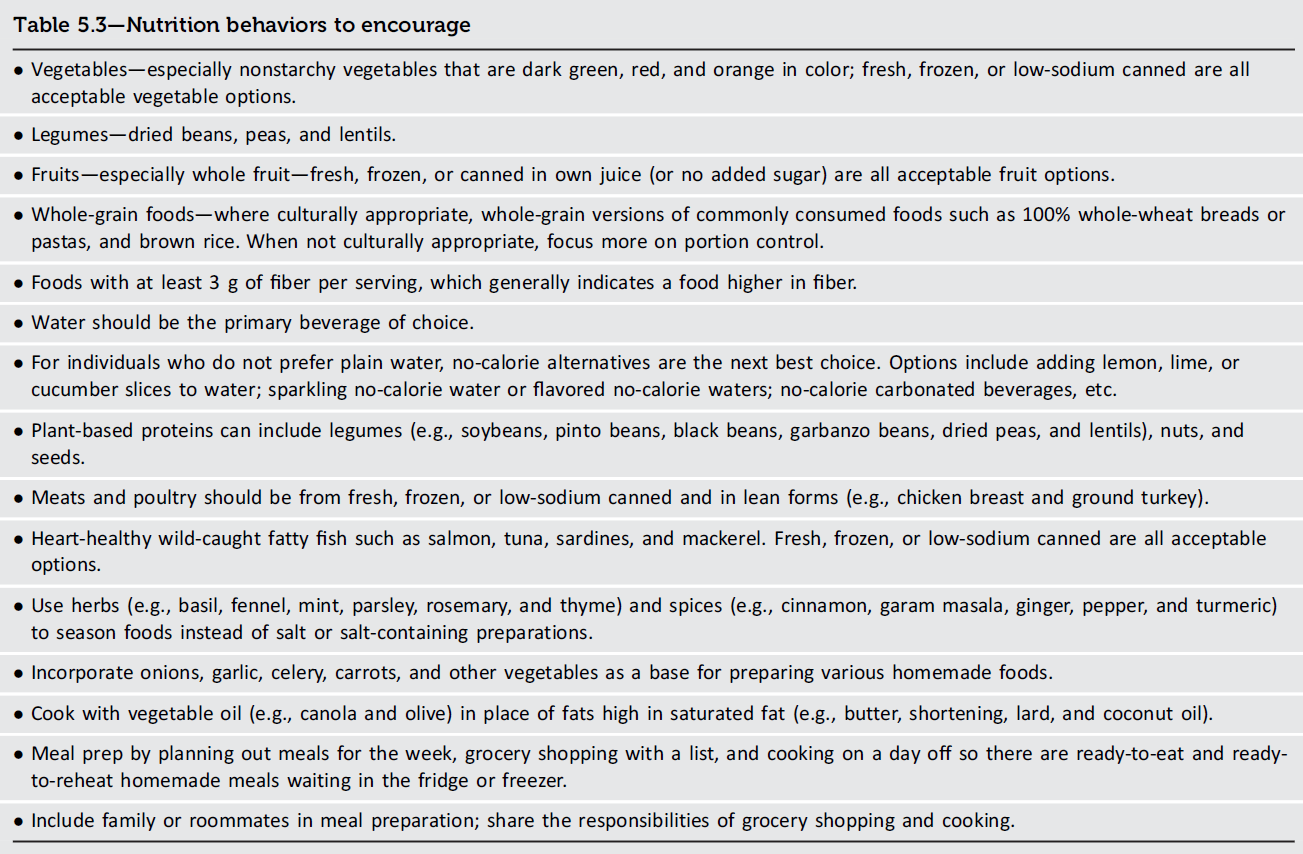 Table 5.3—Nutrition behaviors to encourage
● Vegetables—especially nonstarchy vegetables that are dark green, red, and orange in color; fresh, frozen, or low-sodium canned are all
acceptable vegetable options.
● Legumes—dried beans, peas, and lentils.
● Fruits—especially whole fruit—fresh, frozen, or canned in own juice (or no added sugar) are all acceptable fruit options.
● Whole-grain foods—where culturally appropriate, whole-grain versions of commonly consumed foods such as 100% whole-wheat breads or
pastas, and brown rice. When not culturally appropriate, focus more on portion control.
● Foods with at least 3 g of fiber per serving, which generally indicates a food higher in fiber.
● Water should be the primary beverage of choice.
● For individuals who do not prefer plain water, no-calorie alternatives are the next best choice. Options include adding lemon, lime, or
cucumber slices to water; sparkling no-calorie water or flavored no-calorie waters; no-calorie carbonated beverages, etc.
● Plant-based proteins can include legumes (e.g., soybeans, pinto beans, black beans, garbanzo beans, dried peas, and lentils), nuts, and
seeds.
● Meats and poultry should be from fresh, frozen, or low-sodium canned and in lean forms (e.g., chicken breast and ground turkey).
● Heart-healthy wild-caught fatty fish such as salmon, tuna, sardines, and mackerel. Fresh, frozen, or low-sodium canned are all acceptable
options.
● Use herbs (e.g., basil, fennel, mint, parsley, rosemary, and thyme) and spices (e.g., cinnamon, garam masala, ginger, pepper, and turmeric)
to season foods instead of salt or salt-containing preparations.
● Incorporate onions, garlic, celery, carrots, and other vegetables as a base for preparing various homemade foods.
● Cook with vegetable oil (e.g., canola and olive) in place of fats high in saturated fat (e.g., butter, shortening, lard, and coconut oil).
● Meal prep by planning out meals for the week, grocery shopping with a list, and cooking on a day off so there are ready-to-eat and ready-
to-reheat homemade meals waiting in the fridge or freezer.
● Include family or roommates in meal preparation; share the responsibilities of grocery shopping and cooking.